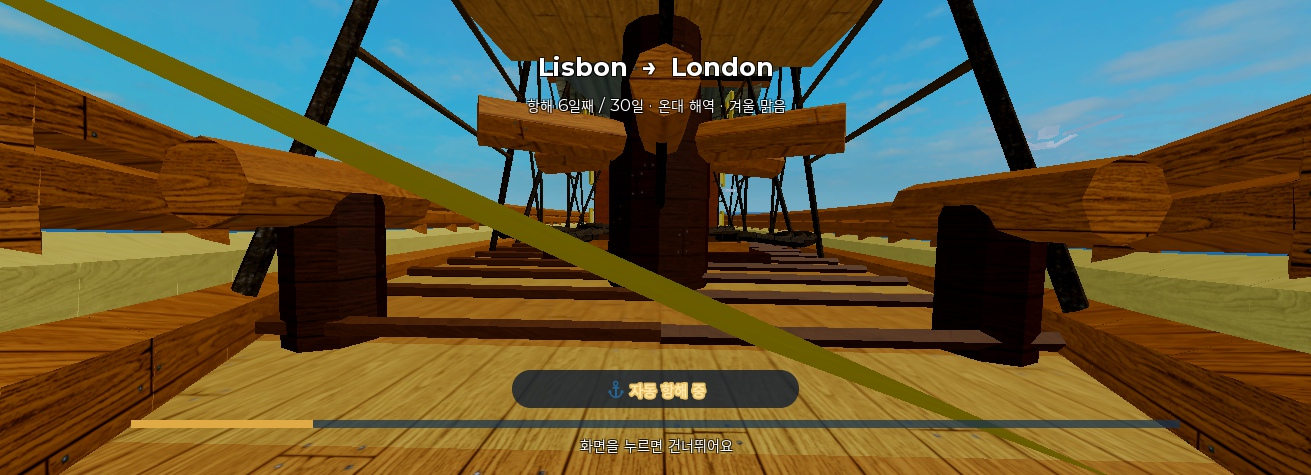 Lisbon → London
항해 6일째 / 30일 · 온대 해역 · 겨울 맑음
⚓ 자동 항해 중
화면을 누르면 건너뛰어요